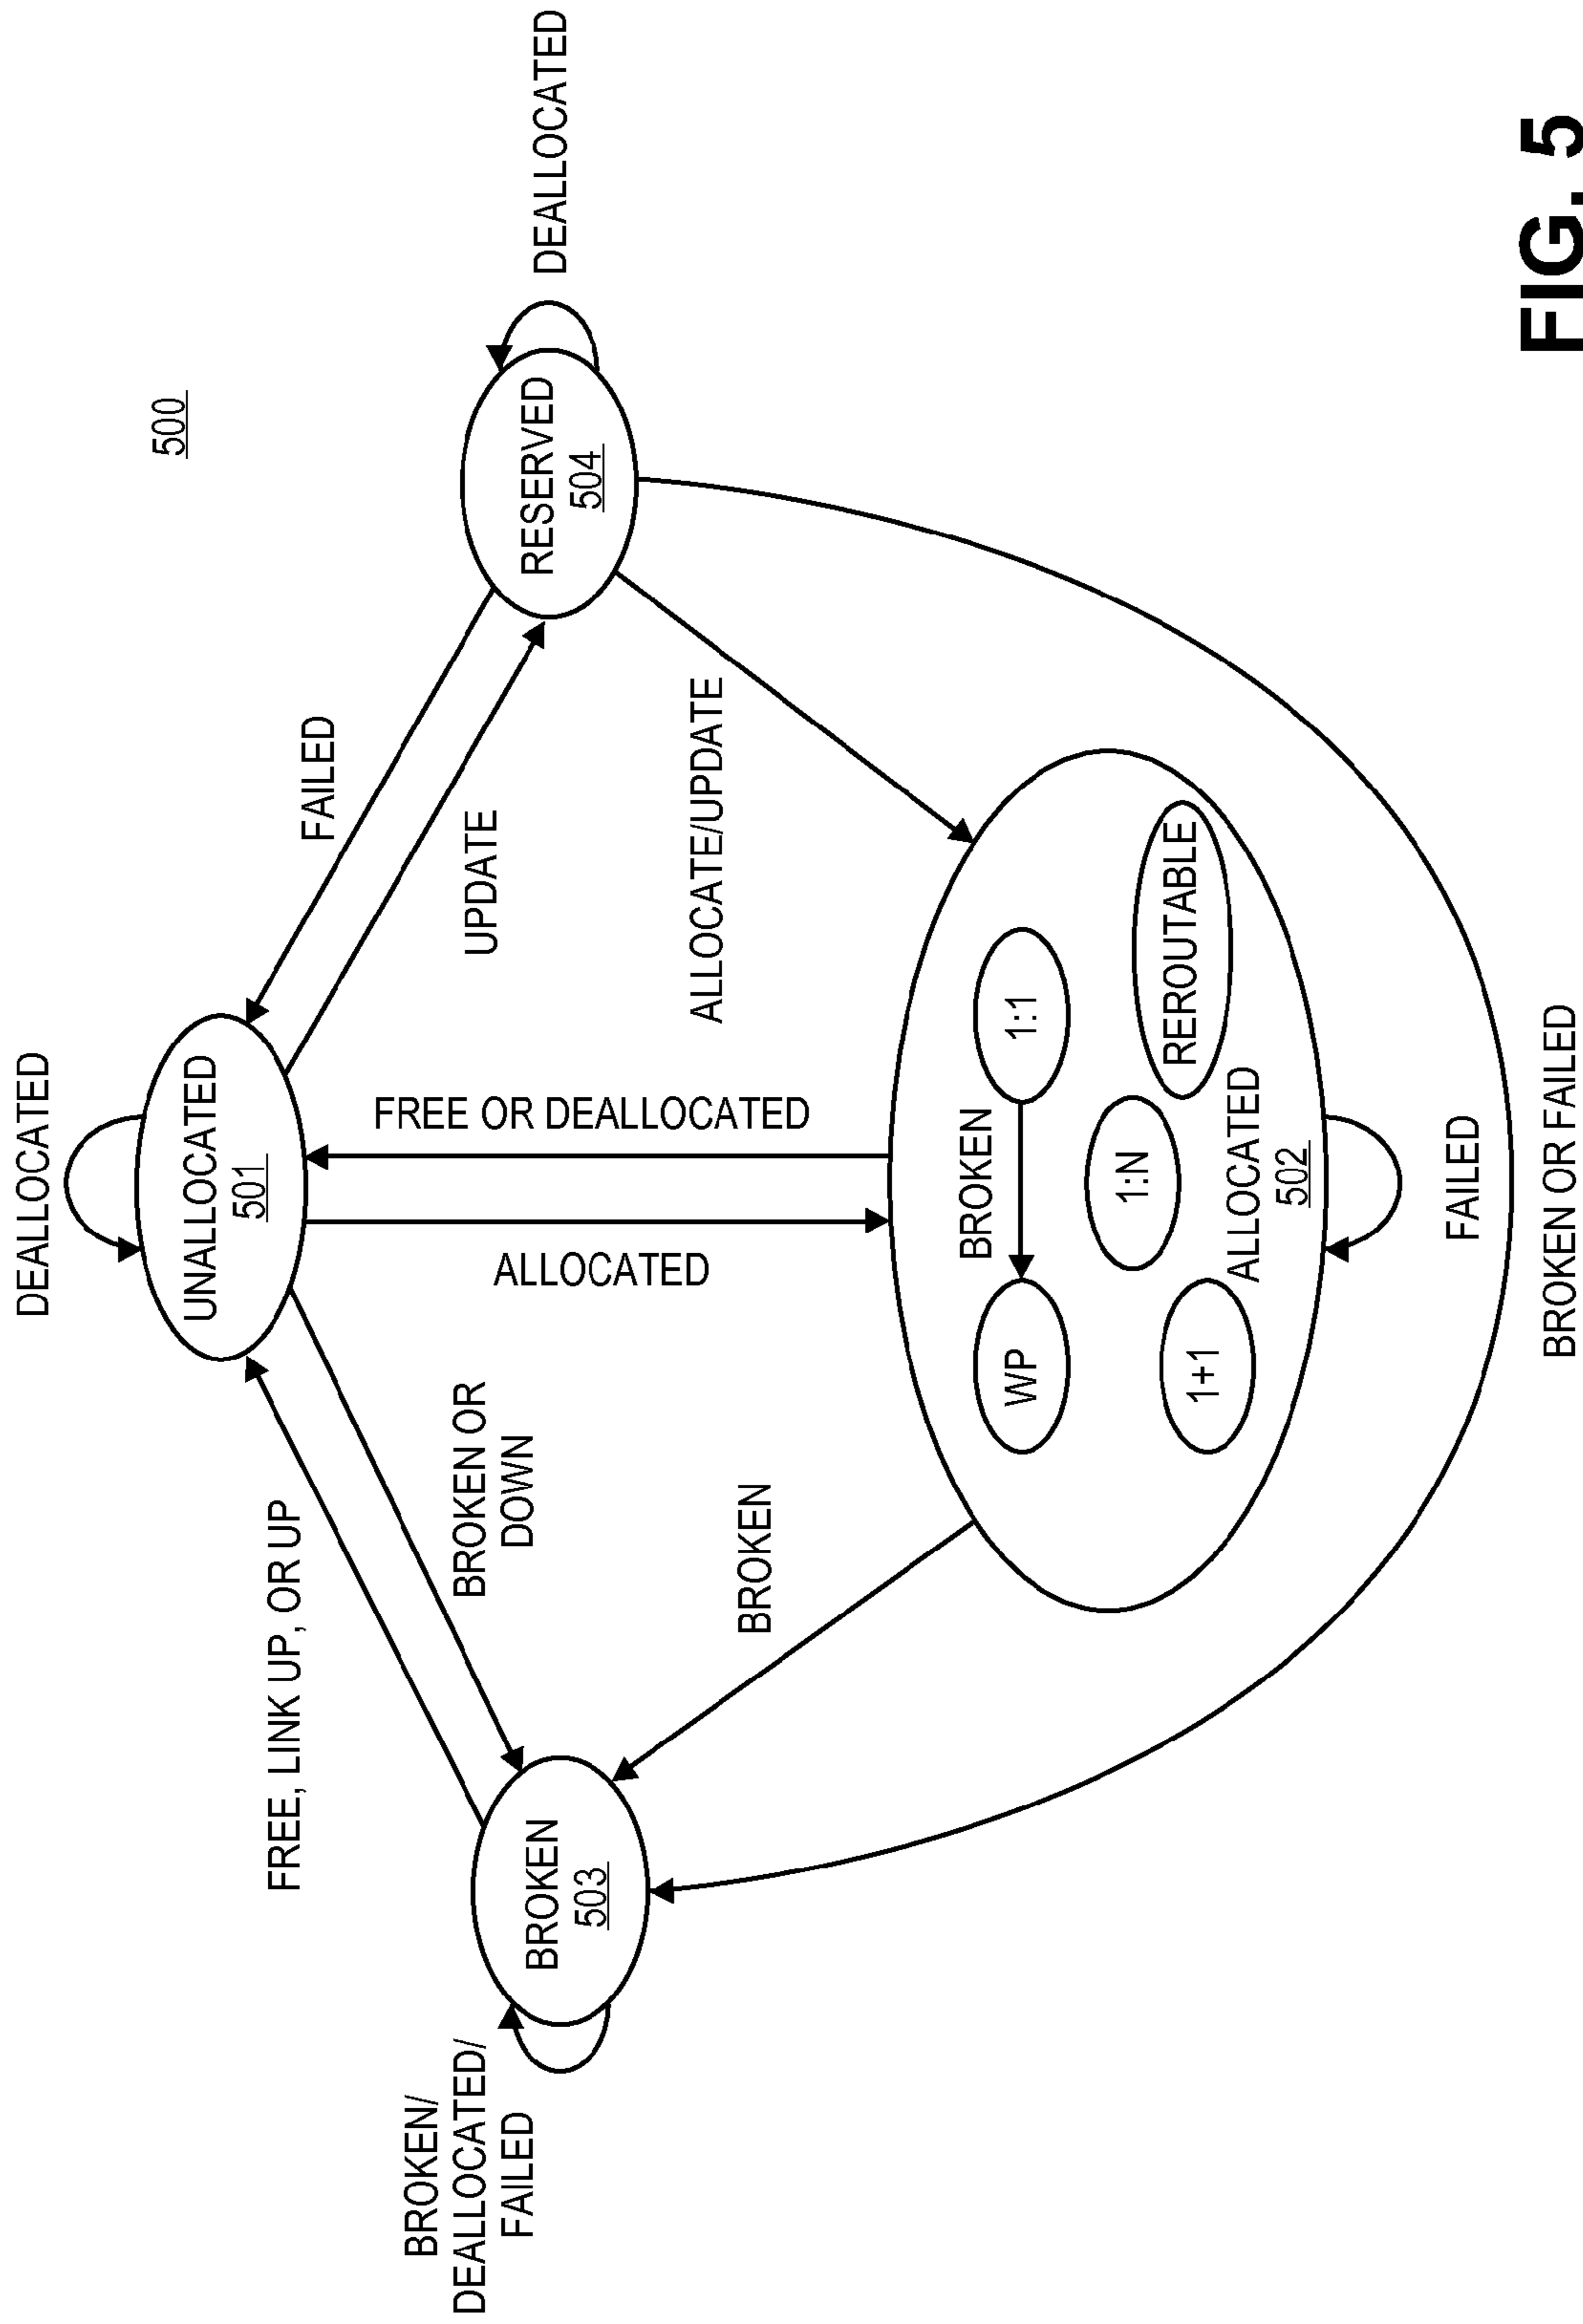 500
DEALLOCATED
UNALLOCATED
501
FREE, LINK UP, OR UP
FAILED
BROKEN OR
DOWN
UPDATE
FREE OR DEALLOCATED
ALLOCATED
BROKEN/
DEALLOCATED/
FAILED
BROKEN
503
RESERVED
504
DEALLOCATED
BROKEN
ALLOCATE/UPDATE
BROKEN
WP
1:1
1:N
1+1
REROUTABLE
ALLOCATED
502
FAILED
BROKEN OR FAILED
FIG. 5